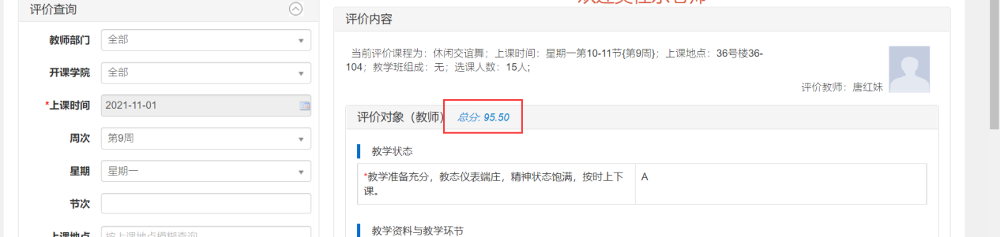 评价查询
教师部门 全部
开课学院 全部
*上课时间 2021-11-01
周次 第9周
星期 星期一
节次
上课地点 按上课地点模糊查询
评价内容
当前评价课程为：休闲交谊舞；上课时间：星期一第10-11节{第9周}；上课地点：36号楼36-
104；教学班组成：无；选课人数：15人;
评价教师：唐红妹
评价对象（教师） 总分: 95.50
教学状态
*教学准备充分，教态仪表端庄，精神状态饱满，按时上下 A
课。
教学资料与教学环节